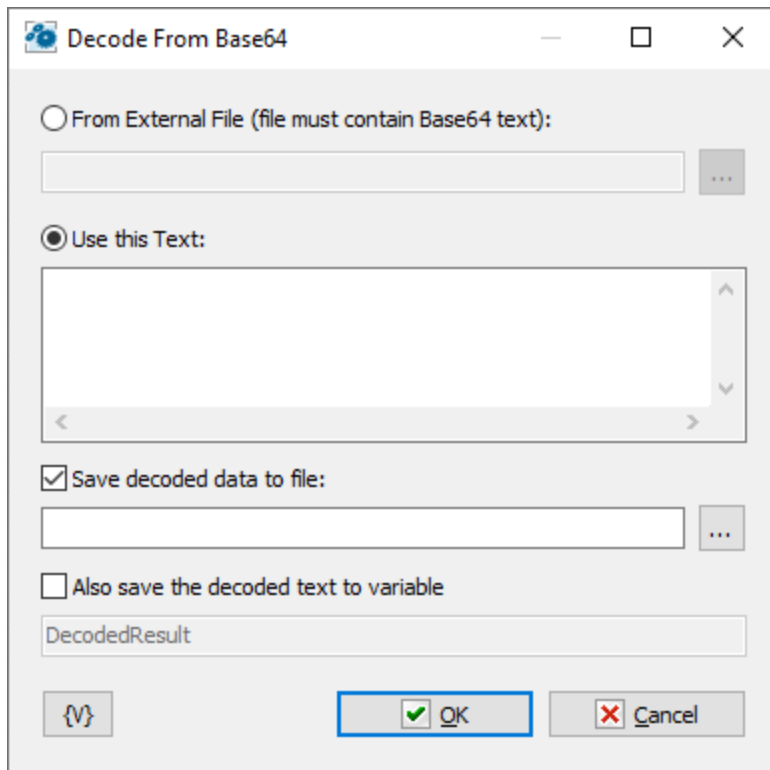 Decode From Base64
From External File (file must contain Base64 text):
...
Use this Text:
Save decoded data to file:
...
Also save the decoded text to variable
DecodedResult
{V}
OK
Cancel